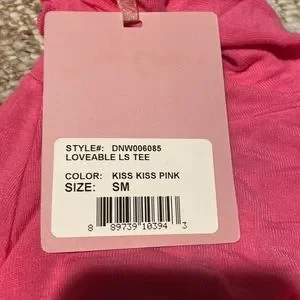 STYLE#: DNW006085
LOVEABLE LS TEE
COLOR: KISS KISS PINK
SIZE: SM
8 89739 10394 3